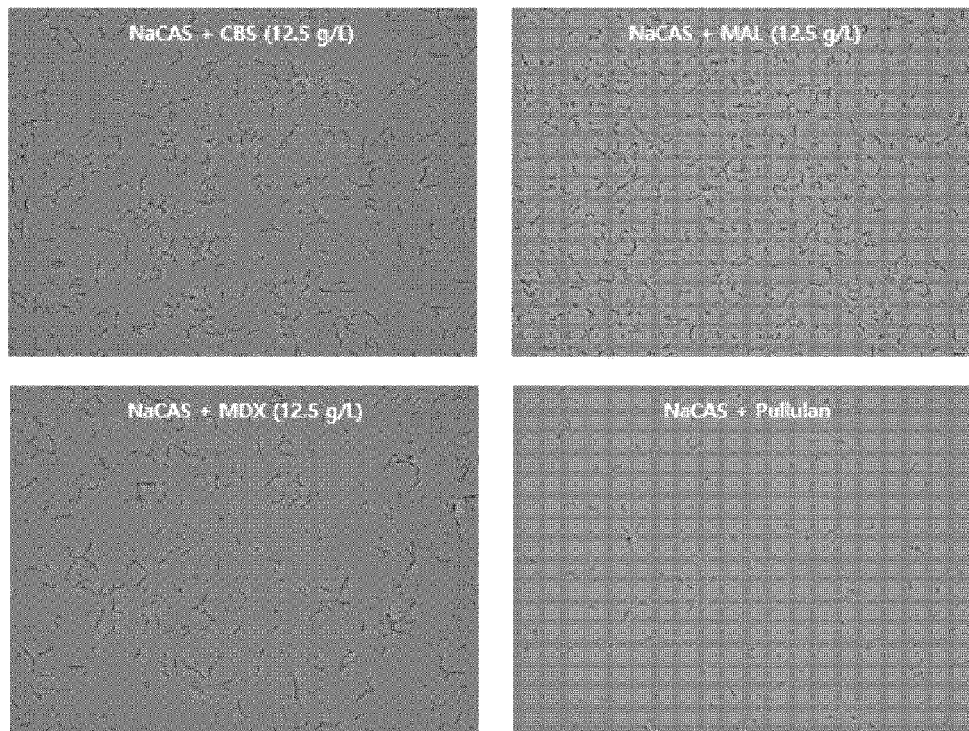 NaCAS + CBS (12.5 g/L)
NaCAS + MAL (12.5 g/L)
NaCAS + MDX (12.5 g/L)
NaCAS + Pullulan